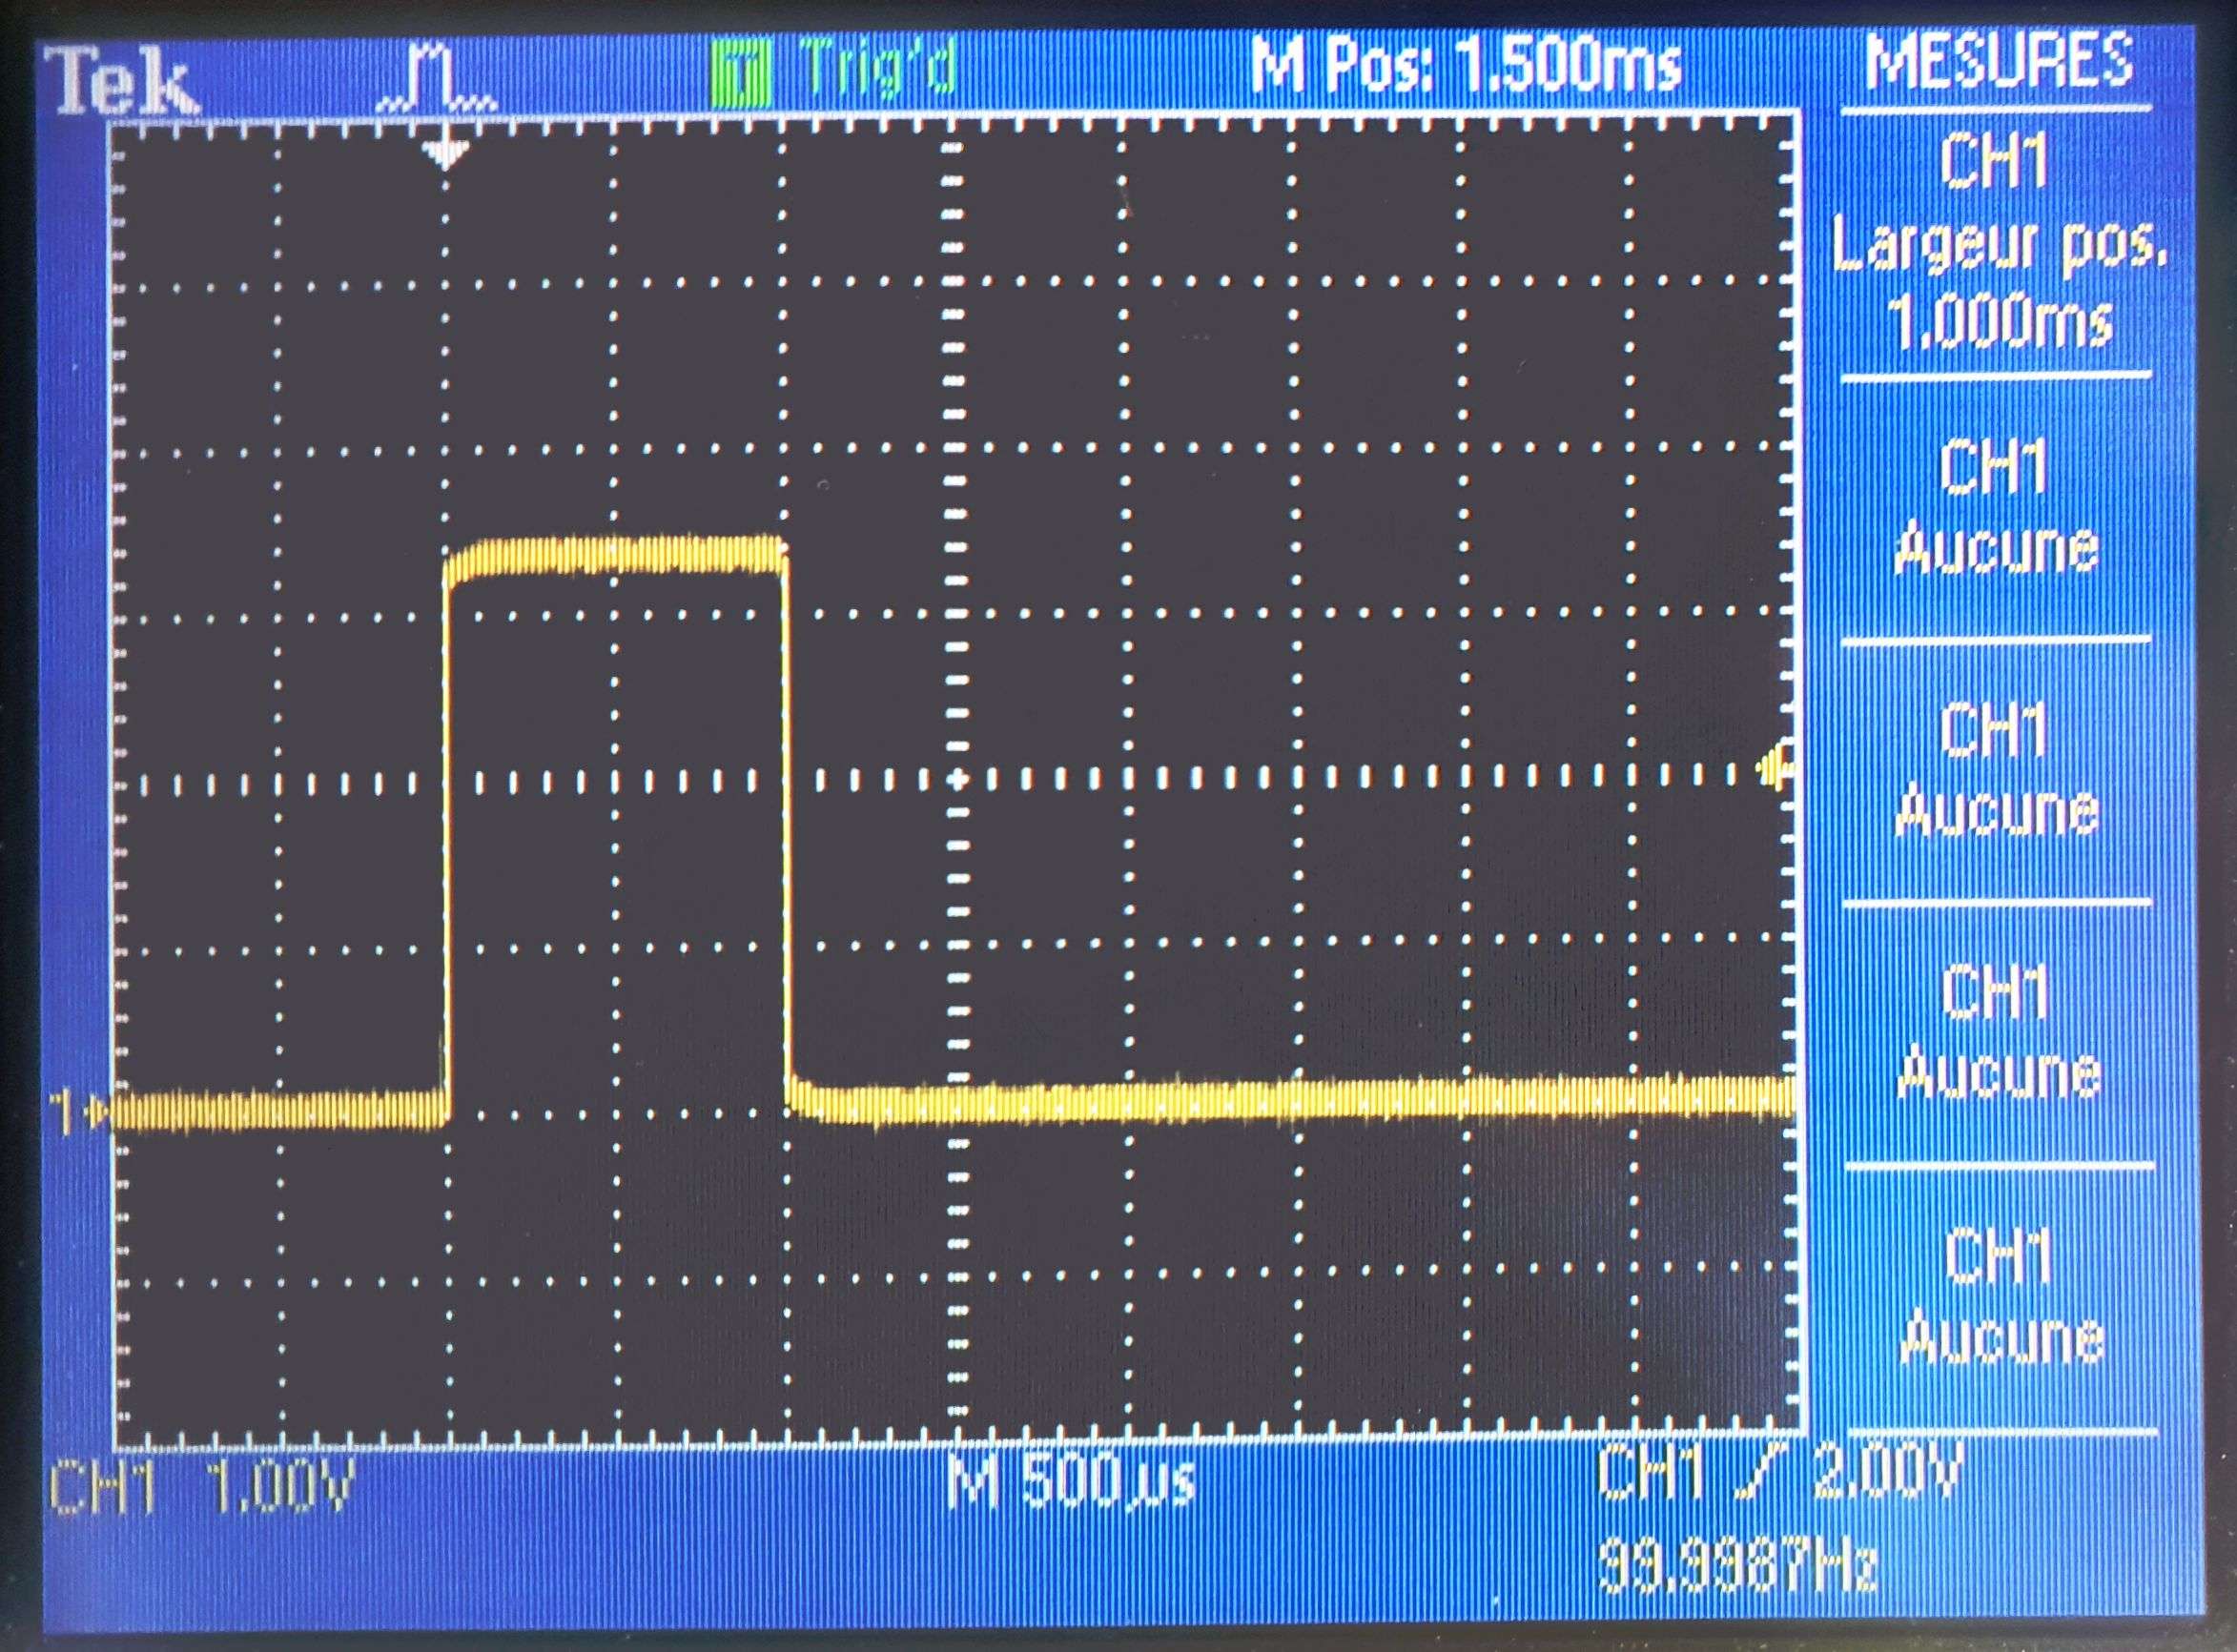 Tek T Trig'd M Pos: 1.500ms MESURES
CH1
Largeur pos.
1.000ms
CH1
Aucune
CH1
Aucune
CH1
Aucune
CH1
Aucune
1
CH1 1.00V M 500µs CH1 2.00V
99.9987Hz